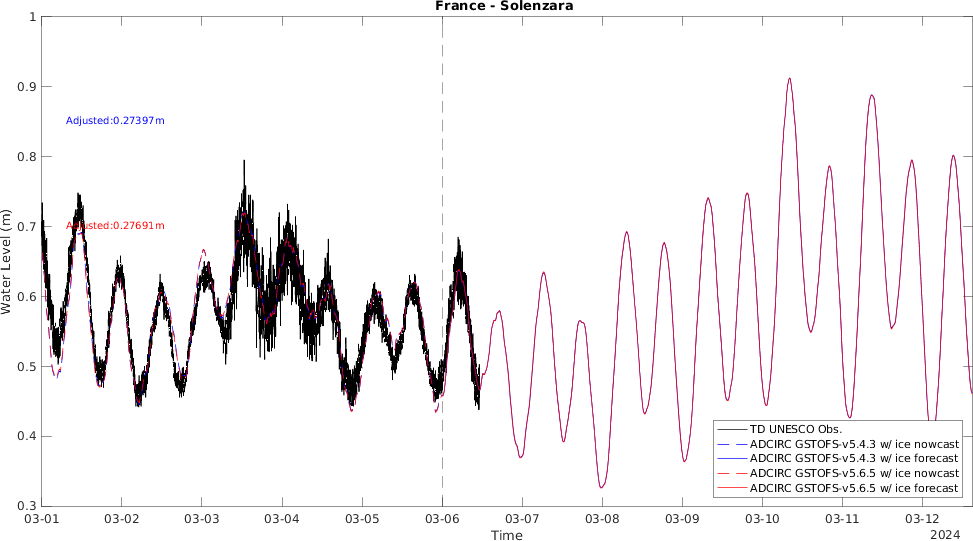 France - Solenzara
1
0.9
0.8
0.7
0.6
0.5
0.4
0.3
Water Level (m)
Adjusted:0.27397m
Adjusted:0.27691m
TD UNESCO Obs.
ADCIRC GSTOFS-v5.4.3 w/ ice nowcast
ADCIRC GSTOFS-v5.4.3 w/ ice forecast
ADCIRC GSTOFS-v5.6.5 w/ ice nowcast
ADCIRC GSTOFS-v5.6.5 w/ ice forecast
03-01 03-02 03-03 03-04 03-05 03-06 03-07 03-08 03-09 03-10 03-11 03-12
Time
2024